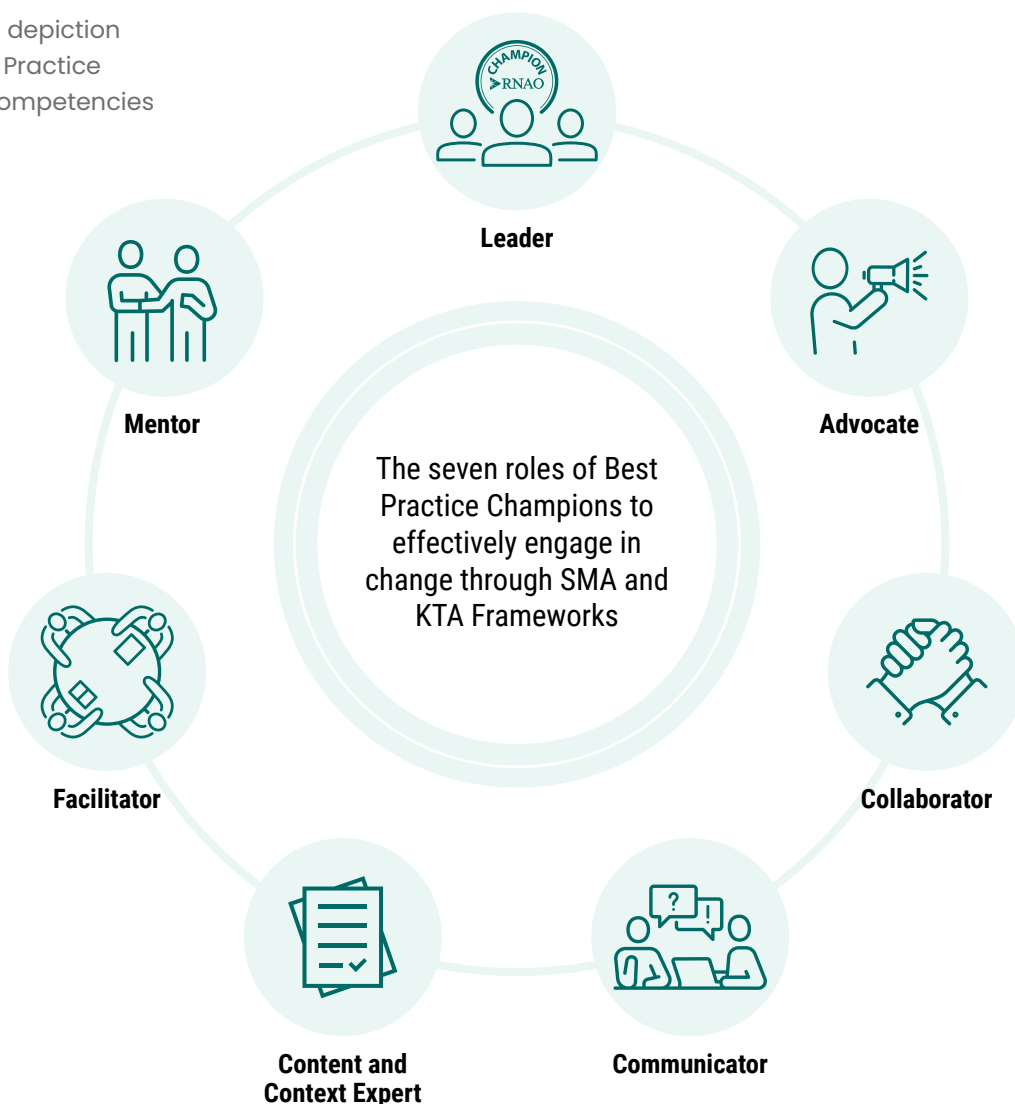 depiction
Practice
ompetencies
CHAMPION
RNAO
Leader
Mentor
Advocate
The seven roles of Best
Practice Champions to
effectively engage in
change through SMA and
KTA Frameworks
Facilitator
Collaborator
? !
Content and
Context Expert
Communicator